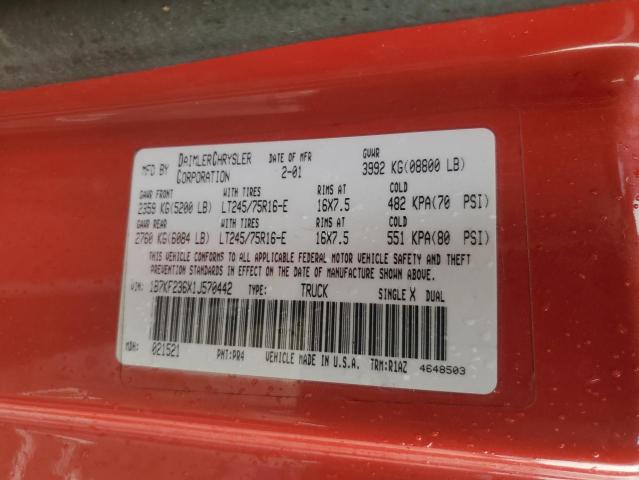 MFD BY DAIMLERCHRYSLER CORPORATION DATE OF MFR 2-01 GVWR 3992 KG(08800 LB)
GAWR FRONT WITH TIRES RIMS AT COLD
2359 KG(5200 LB) LT245/75R16-E 16X7.5 482 KPA(70 PSI)
GAWR REAR WITH TIRES RIMS AT COLD
2760 KG(6084 LB) LT245/75R16-E 16X7.5 551 KPA(80 PSI)
THIS VEHICLE CONFORMS TO ALL APPLICABLE FEDERAL MOTOR VEHICLE SAFETY AND THEFT
PREVENTION STANDARDS IN EFFECT ON THE DATE OF MANUFACTURE SHOWN ABOVE.
VIN: 1B7KF236X1J570442 TYPE: TRUCK SINGLE X DUAL
MDH: 021521 PNT:PR4 VEHICLE MADE IN U.S.A. TRM:R1AZ 4648503